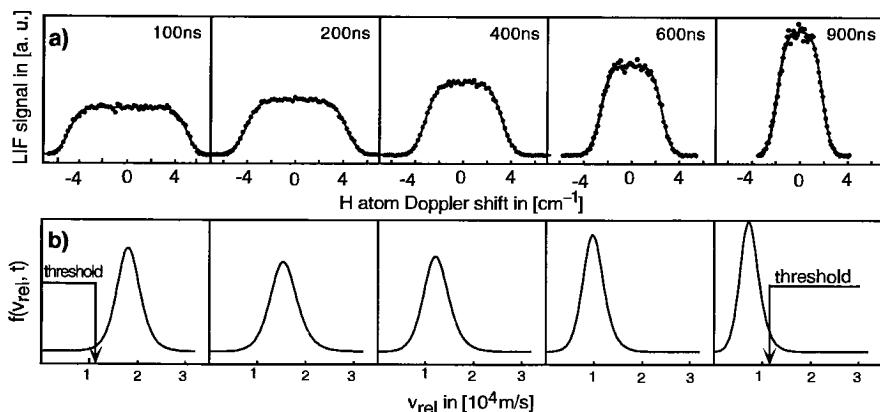 a) 100ns 200ns 400ns 600ns 900ns
LIF signal in [a. u.]
-4 0 4 -4 0 4 -4 0 4 -4 0 4 -4 0 4
H atom Doppler shift in [cm⁻¹]
b)
threshold threshold
f(v_rel, t)
1 2 3 1 2 3 1 2 3 1 2 3 1 2 3
v_rel in [10⁴m/s]